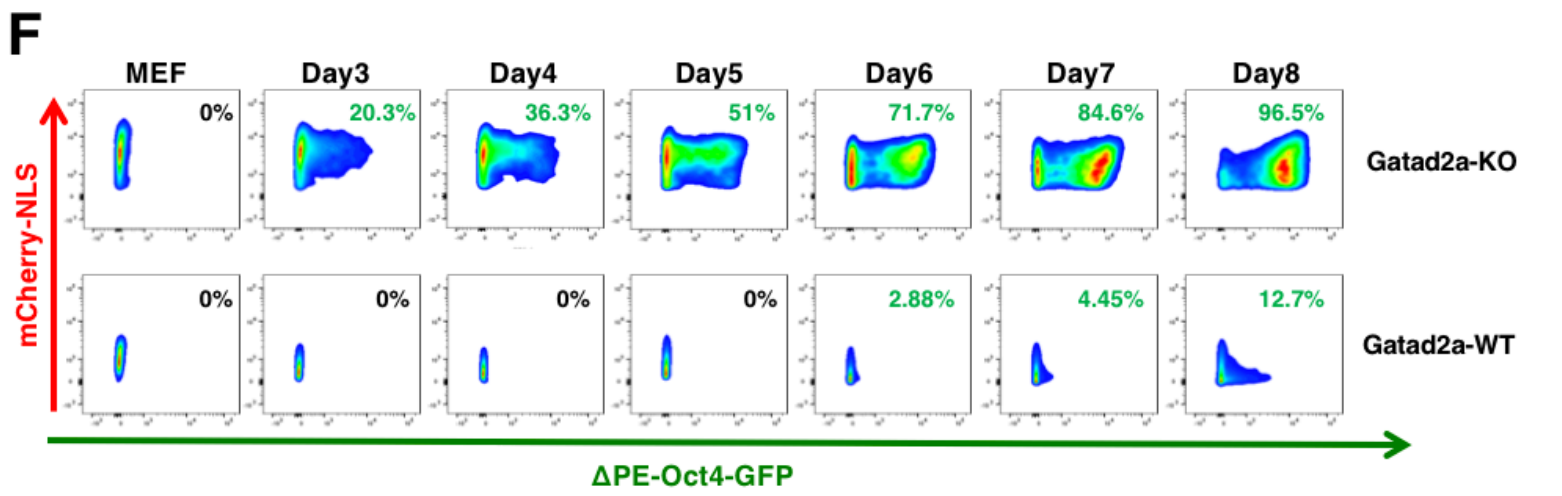 F
MEF Day3 Day4 Day5 Day6 Day7 Day8
0% 20.3% 36.3% 51% 71.7% 84.6% 96.5%
Gatad2a-KO
mCherry-NLS
0% 0% 0% 0% 2.88% 4.45% 12.7%
Gatad2a-WT
ΔPE-Oct4-GFP